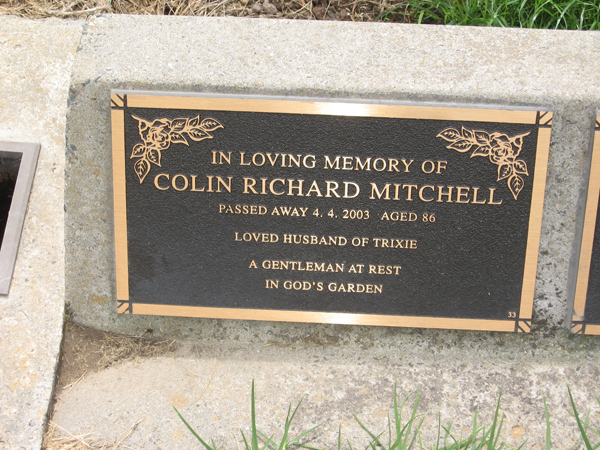 IN LOVING MEMORY OF
COLIN RICHARD MITCHELL
PASSED AWAY 4. 4. 2003 AGED 86
LOVED HUSBAND OF TRIXIE
A GENTLEMAN AT REST
IN GOD'S GARDEN
33